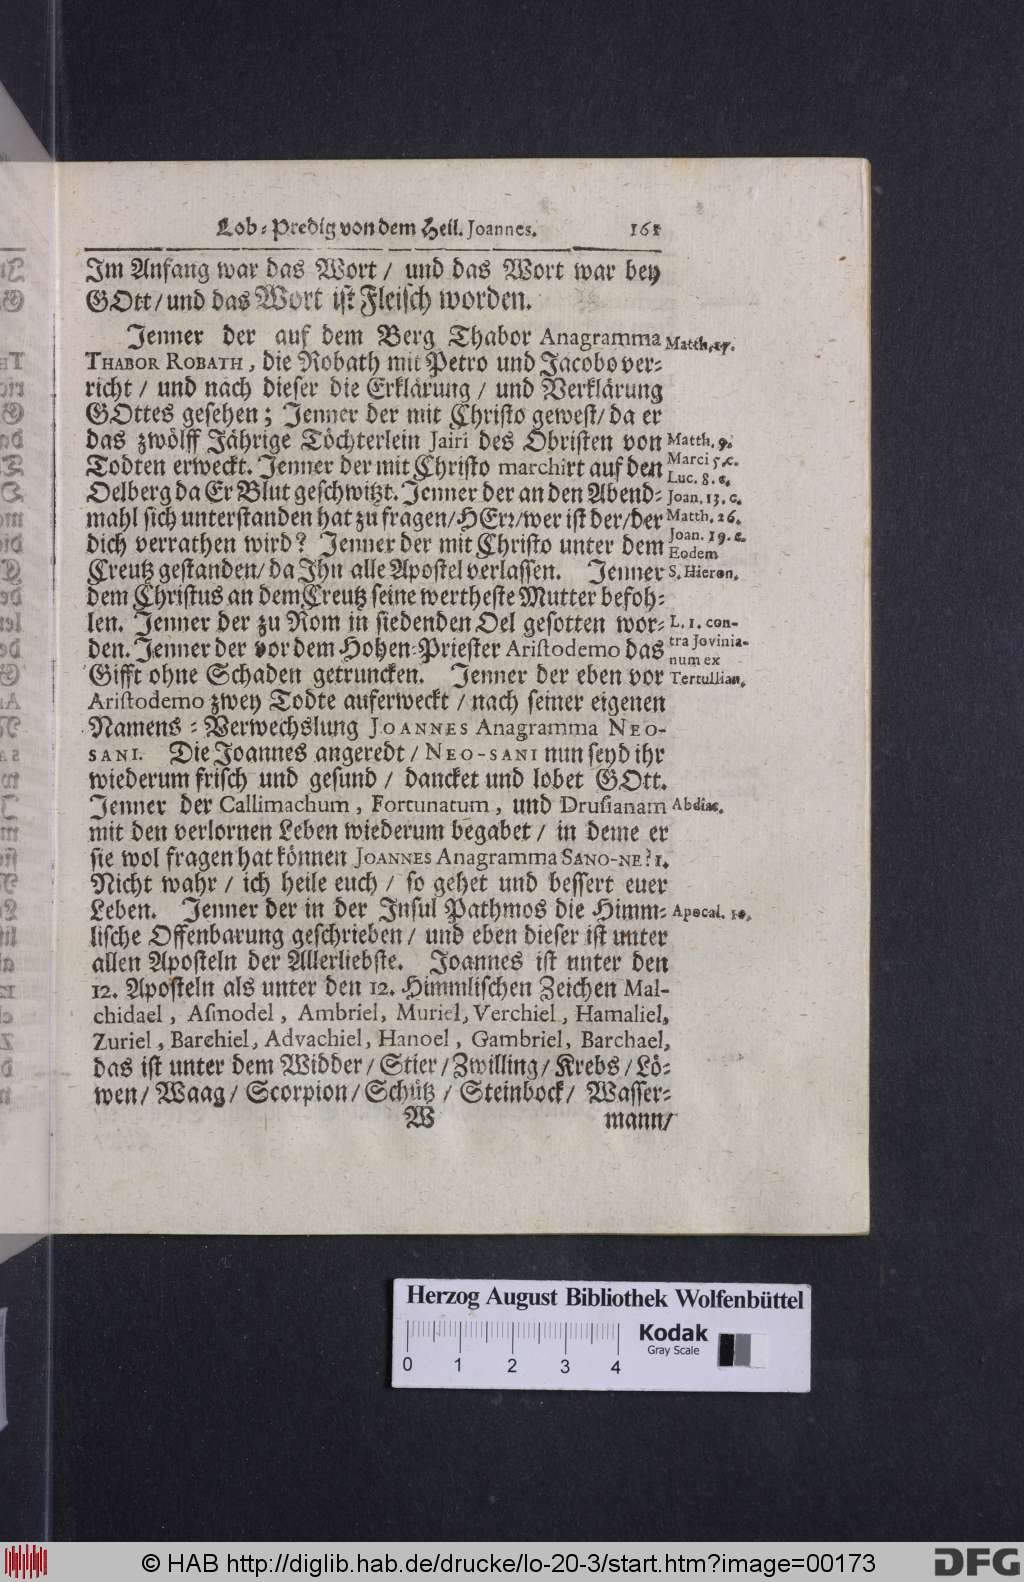 Lob-Predig von dem Heil. Joannes. 161
Im Anfang war das Wort / und das Wort war bey
GOtt / und das Wort ist Fleisch worden.
Jenner der auf dem Berg Thabor Anagramma
THABOR ROBATH, die Robath mit Petro und Jacobo ver-
richt / und nach dieser die Erklärung / und Verklärung
GOttes gesehen; Jenner der mit Christo gewest / da er
das zwölff Jährige Töchterlein Jairi des Obristen von
Todten erweckt. Jenner der mit Christo marchirt auf den
Oelberg da Er Blut geschwitzt. Jenner der an den Abend-
mahl sich unterstanden hat zu fragen / HErr / wer ist der / der
dich verrathen wird? Jenner der mit Christo unter dem
Creutz gestanden / da Ihn alle Apostel verlassen. Jenner
dem Christus an dem Creutz seine wertheste Mutter befoh-
len. Jenner der zu Rom in siedenden Oel gesotten wor-
den. Jenner der vor dem Hohen-Priester Aristodemo das
Gifft ohne Schaden getruncken. Jenner der eben vor
Aristodemo zwey Todte auferweckt / nach seiner eigenen
Namens-Verwechslung JOANNES Anagramma NEO-
SANI. Die Joannes angeredt / NEO-SANI nun seyd ihr
wiederum frisch und gesund / dancket und lobet GOtt.
Jenner der Callimachum, Fortunatum, und Drusianam
mit den verlornen Leben wiederum begabet / in deme er
sie wol fragen hat können JOANNES Anagramma SANO-NE? I.
Nicht wahr / ich heile euch / so gehet und bessert euer
Leben. Jenner der in der Insul Pathmos die Himm-
lische Offenbarung geschrieben / und eben dieser ist unter
allen Aposteln der Allerliebste. Joannes ist unter den
12. Aposteln als unter den 12. Himmlischen Zeichen Mal-
chidael, Asmodel, Ambriel, Muriel, Verchiel, Hamaliel,
Zuriel, Barehiel, Advachiel, Hanoel, Gambriel, Barchael,
das ist unter dem Widder / Stier / Zwilling / Krebs / Lö-
wen / Waag / Scorpion / Schütz / Steinbock / Wasser-
W mann /
Matth. 17.
Matth. 9.
Marci 5. c.
Luc. 8. c.
Joan. 13. c.
Matth. 26.
Joan. 19. c.
Eodem
S. Hieron.
L. 1. con-
tra Jovinia-
num ex
Tertullian.
Abdias.
Apocal. 10.
Herzog August Bibliothek Wolfenbüttel
0 1 2 3 4
Kodak
Gray Scale
© HAB http://diglib.hab.de/drucke/lo-20-3/start.htm?image=00173
DFG